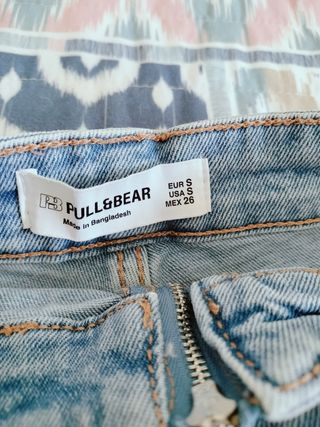 PB PULL&BEAR
Made in Bangladesh
EUR S
USA S
MEX 26